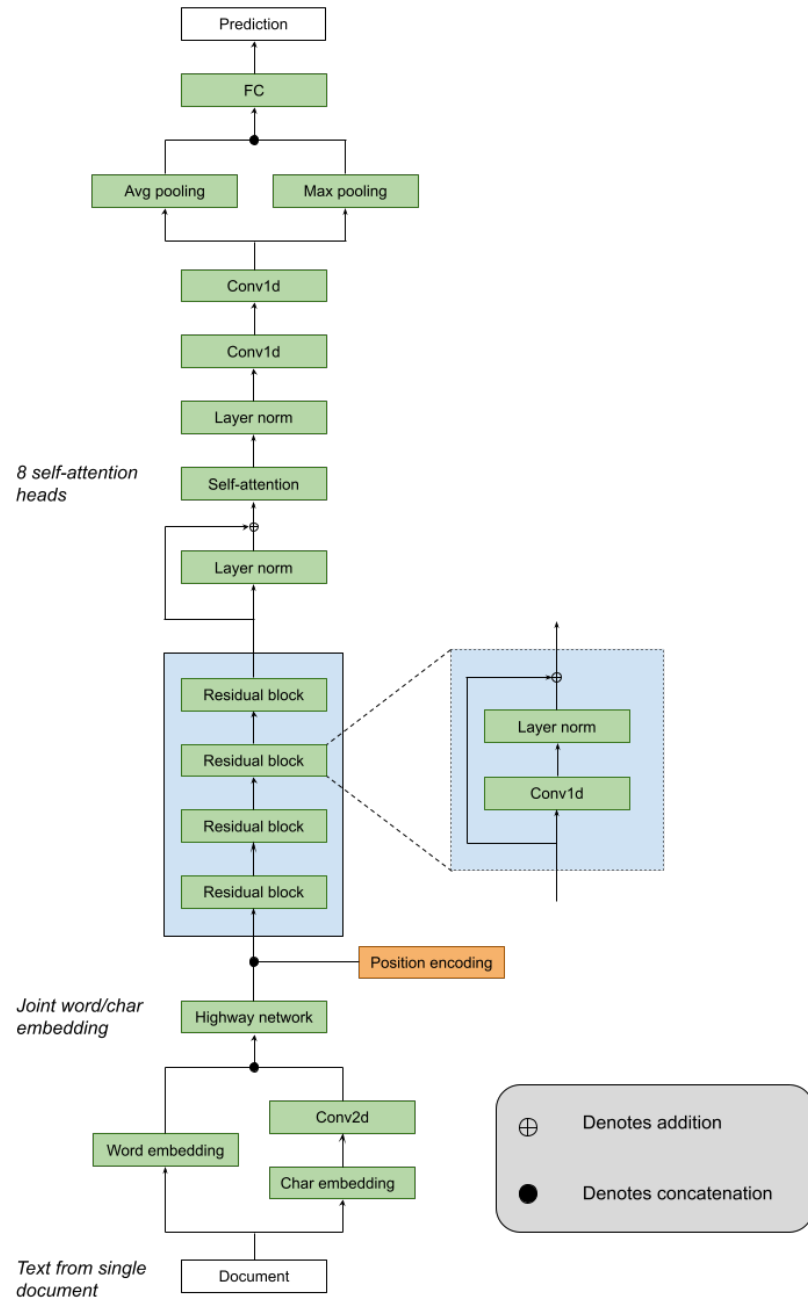 Prediction
FC
Avg pooling
Max pooling
Conv1d
Conv1d
Layer norm
8 self-attention
heads
Self-attention
Layer norm
Residual block
Residual block
Residual block
Residual block
Layer norm
Conv1d
Position encoding
Joint word/char
embedding
Highway network
Conv2d
Word embedding
Char embedding
Text from single
document
Document
Denotes addition
Denotes concatenation